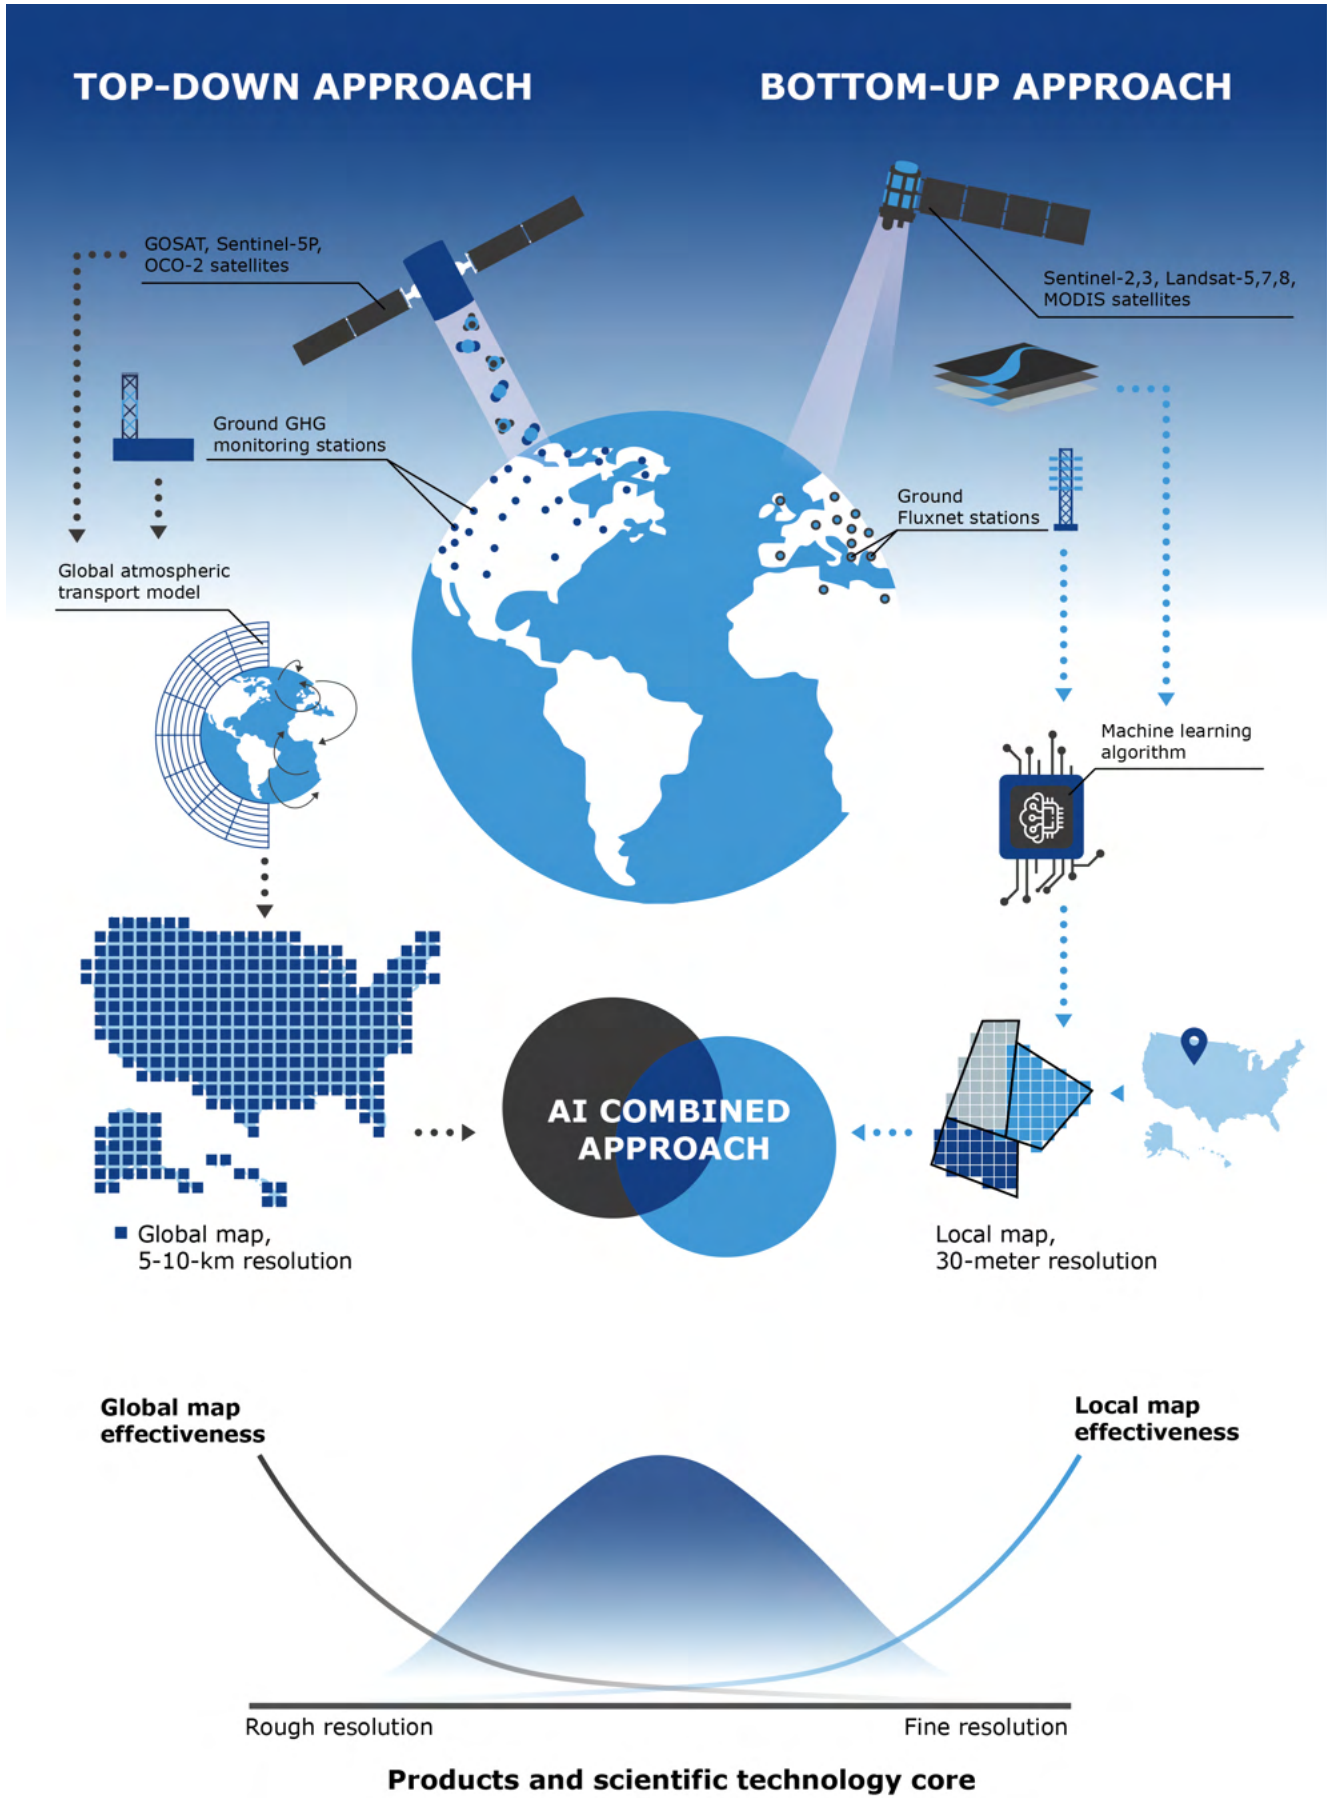 TOP-DOWN APPROACH
BOTTOM-UP APPROACH
GOSAT, Sentinel-5P,
OCO-2 satellites
Sentinel-2,3, Landsat-5,7,8,
MODIS satellites
Ground GHG
monitoring stations
Ground
Fluxnet stations
Global atmospheric
transport model
Machine learning
algorithm
AI COMBINED
APPROACH
Global map,
5-10-km resolution
Local map,
30-meter resolution
Global map
effectiveness
Local map
effectiveness
Rough resolution
Fine resolution
Products and scientific technology core